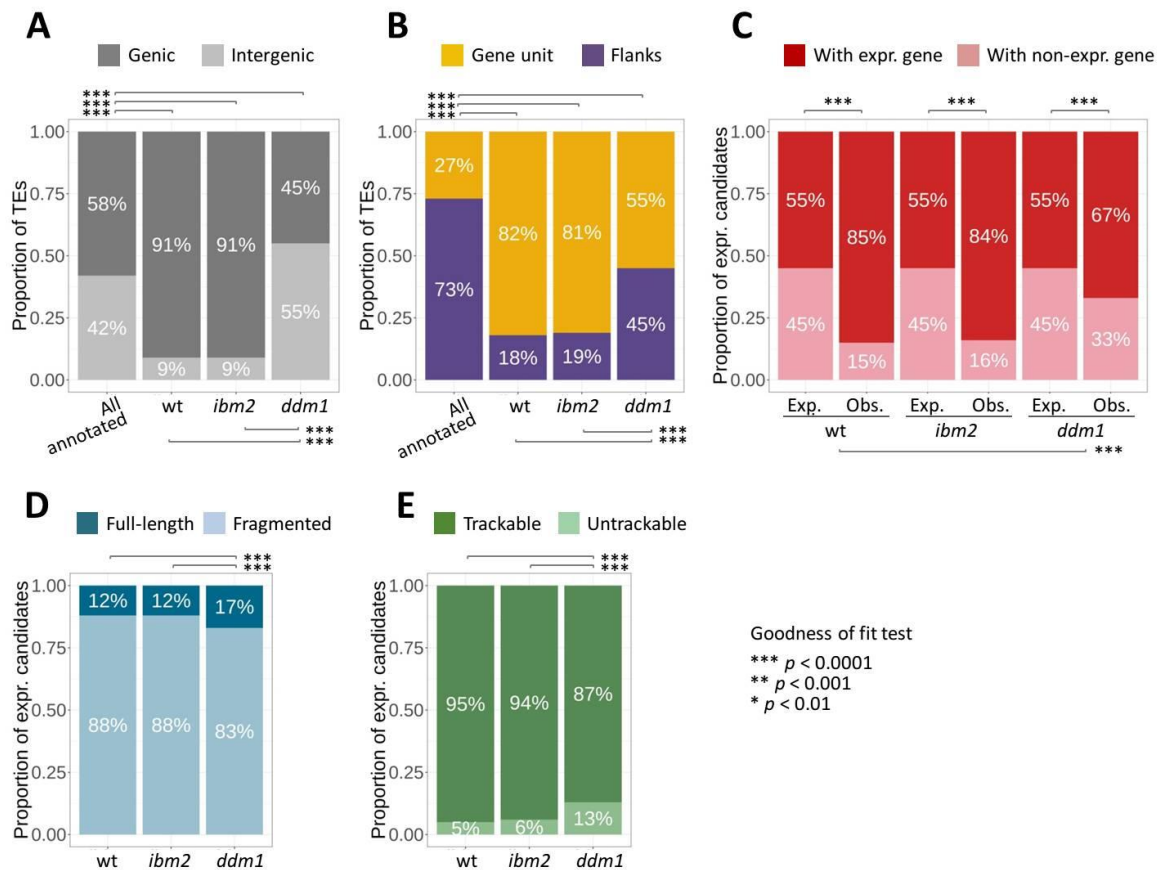 A
Genic Intergenic
***
***
***
Proportion of TEs
1.00
0.75
0.50
0.25
0.00
58%
42%
91%
9%
91%
9%
45%
55%
All annotated
wt
ibm2
ddm1
***
***
B
Gene unit Flanks
***
***
***
Proportion of TEs
1.00
0.75
0.50
0.25
0.00
27%
73%
82%
18%
81%
19%
55%
45%
All annotated
wt
ibm2
ddm1
***
***
C
With expr. gene With non-expr. gene
*** *** ***
Proportion of expr. candidates
1.00
0.75
0.50
0.25
0.00
55%
45%
85%
15%
55%
45%
84%
16%
55%
45%
67%
33%
Exp. Obs. Exp. Obs. Exp. Obs.
wt ibm2 ddm1
***
D
Full-length Fragmented
***
***
Proportion of expr. candidates
1.00
0.75
0.50
0.25
0.00
12%
88%
12%
88%
17%
83%
wt ibm2 ddm1
E
Trackable Untrackable
***
***
Proportion of expr. candidates
1.00
0.75
0.50
0.25
0.00
95%
5%
94%
6%
87%
13%
wt ibm2 ddm1
Goodness of fit test
*** p < 0.0001
** p < 0.001
* p < 0.01